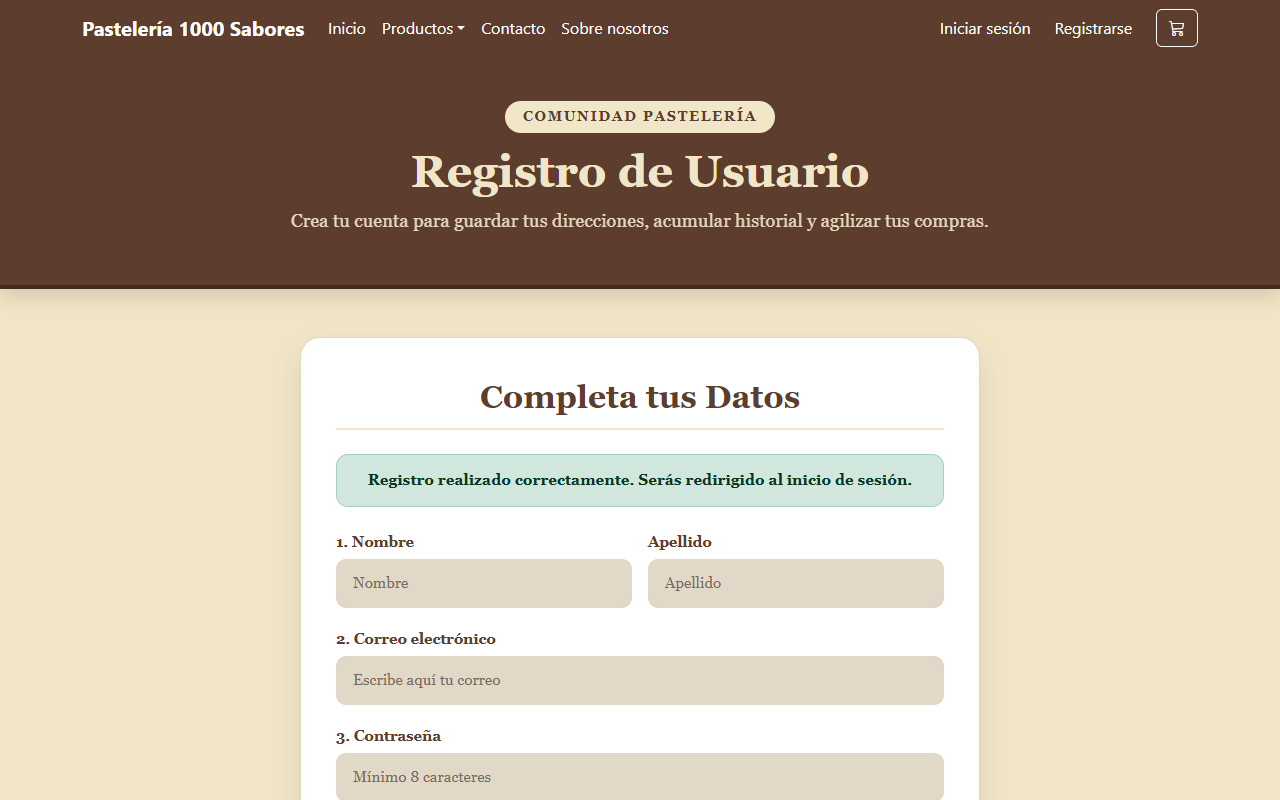 Pastelería 1000 Sabores Inicio Productos Contacto Sobre nosotros Iniciar sesión Registrarse
COMUNIDAD PASTELERÍA
Registro de Usuario
Crea tu cuenta para guardar tus direcciones, acumular historial y agilizar tus compras.
Completa tus Datos
Registro realizado correctamente. Serás redirigido al inicio de sesión.
1. Nombre Apellido
Nombre Apellido
2. Correo electrónico
Escribe aquí tu correo
3. Contraseña
Mínimo 8 caracteres